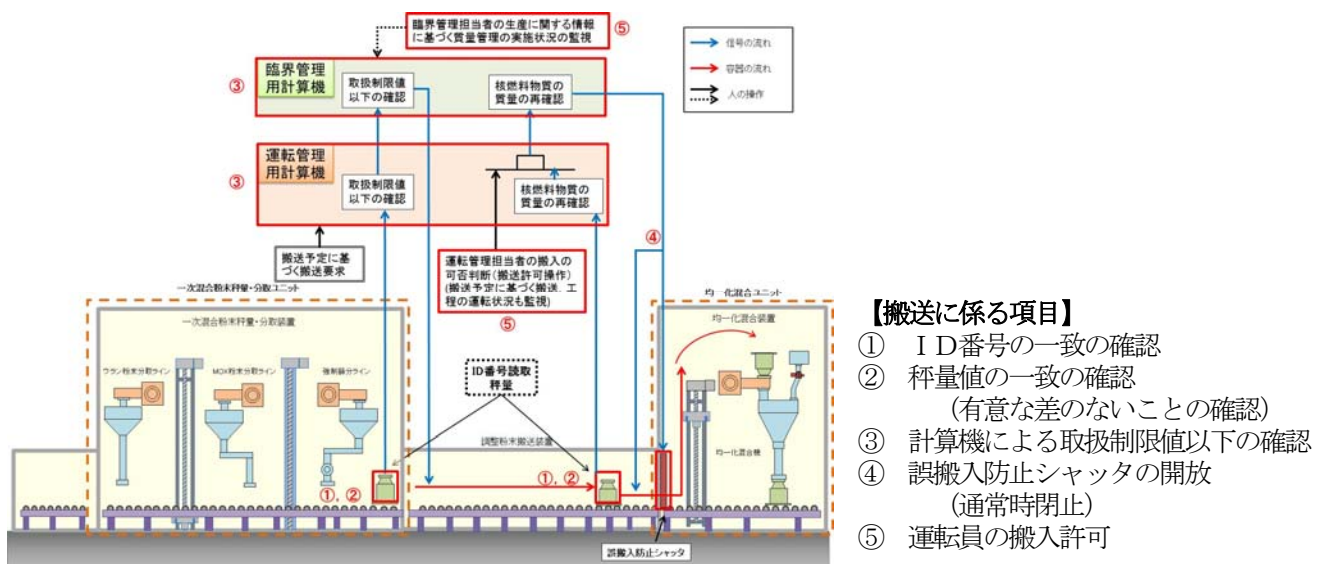 臨界管理担当者の生産に関する情報
に基づく質量管理の実施状況の監視
⑤
信号の流れ
容器の流れ
人の操作
臨界管理
用計算機
③
取扱制限値
以下の確認
核燃料物質の
質量の再確認
運転管理
用計算機
③
取扱制限値
以下の確認
核燃料物質の
質量の再確認
④
搬送予定に基
づく搬送要求
運転管理担当者の搬入の
可否判断(搬送許可操作)
(搬送予定に基づく搬送、工
程の運転状況も監視)
⑤
一次混合粉末秤量・分取ユニット
均一化混合ユニット
一次混合粉末秤量・分取装置
均一化混合装置
ウラン粉末分取ライン
MOX粉末分取ライン
強制篩分ライン
ID番号読取
秤量
調整粉末搬送装置
均一化混合機
①, ②
①, ②
誤搬入防止シャッタ
【搬送に係る項目】
① ID番号の一致の確認
② 秤量値の一致の確認
(有意な差のないことの確認)
③ 計算機による取扱制限値以下の確認
④ 誤搬入防止シャッタの開放
(通常時閉止)
⑤ 運転員の搬入許可